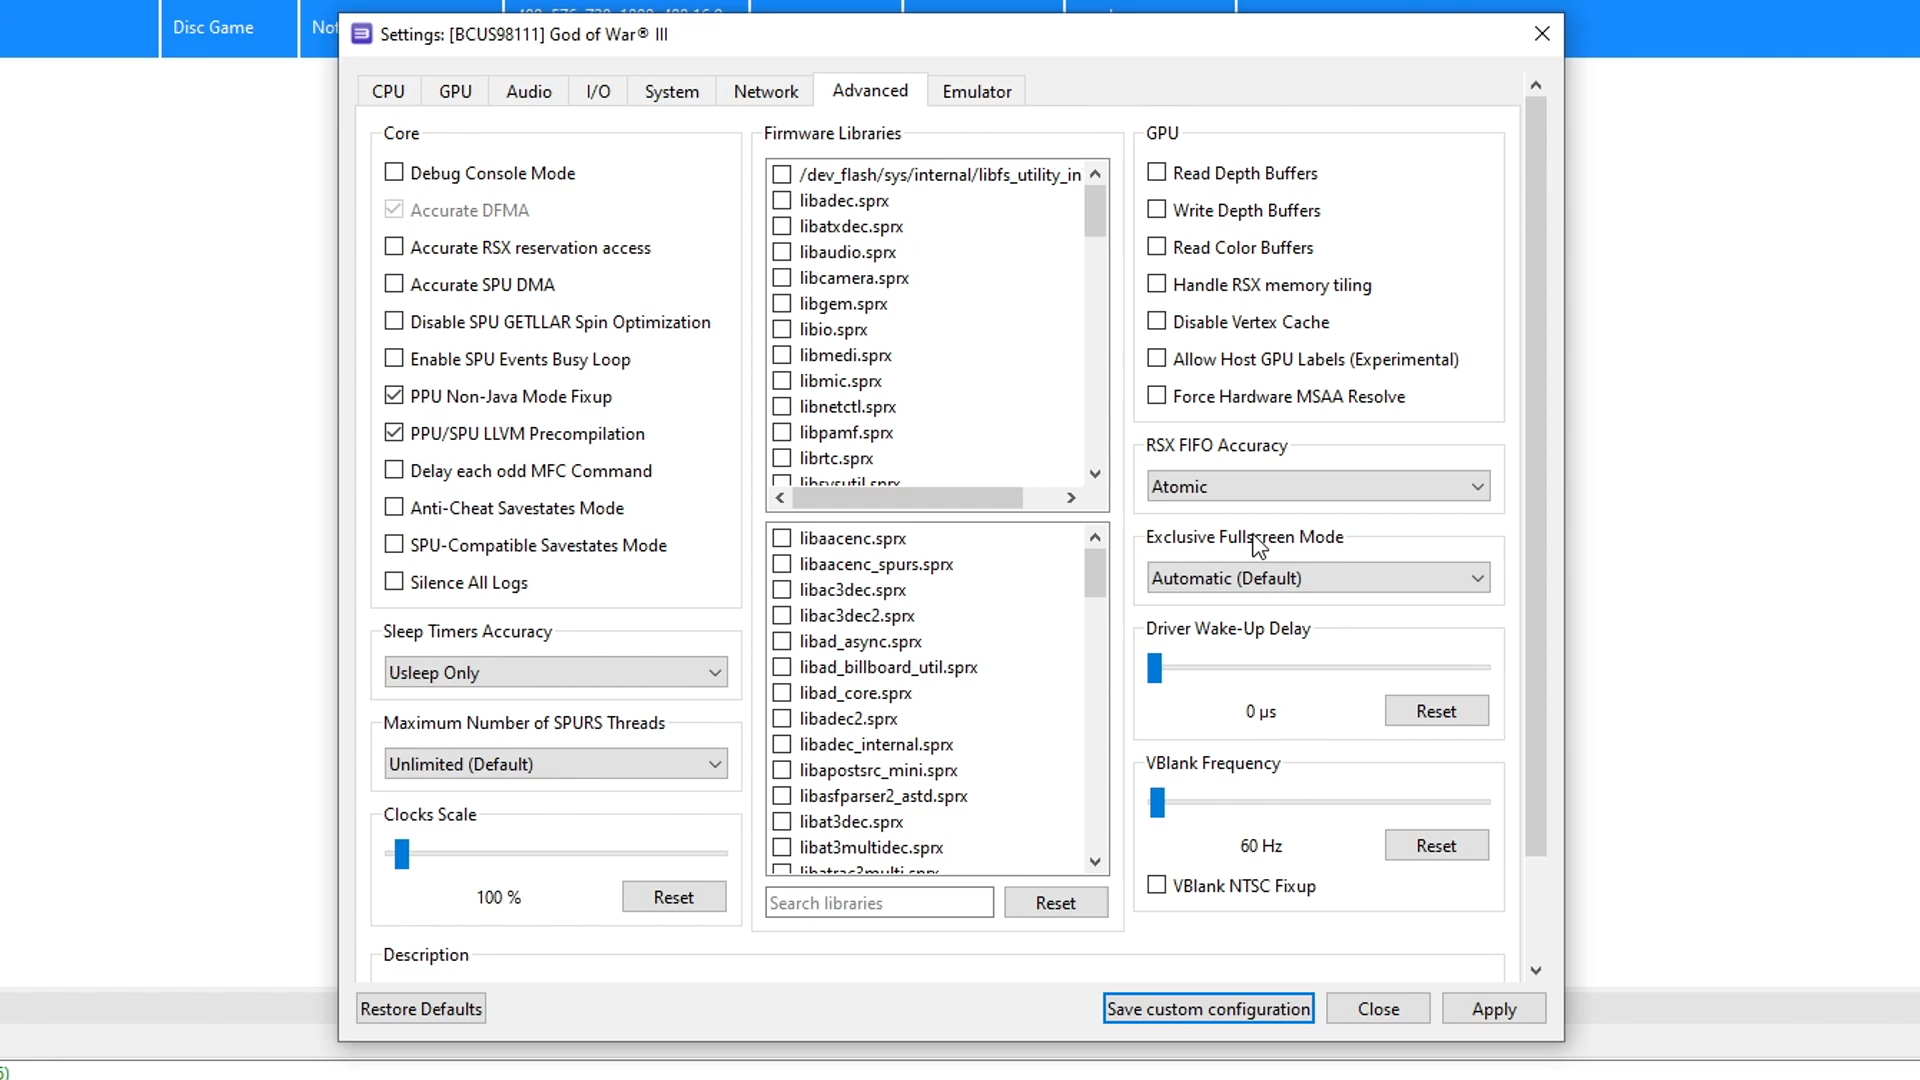 Disc Game
Settings: [BCUS98111] God of War® III
CPU
GPU
Audio
I/O
System
Network
Advanced
Emulator
Core
Debug Console Mode
Accurate DFMA
Accurate RSX reservation access
Accurate SPU DMA
Disable SPU GETLLAR Spin Optimization
Enable SPU Events Busy Loop
PPU Non-Java Mode Fixup
PPU/SPU LLVM Precompilation
Delay each odd MFC Command
Anti-Cheat Savestates Mode
SPU-Compatible Savestates Mode
Silence All Logs
Sleep Timers Accuracy
Usleep Only
Maximum Number of SPURS Threads
Unlimited (Default)
Clocks Scale
100 %
Reset
Firmware Libraries
/dev_flash/sys/internal/libfs_utility_in
libadec.sprx
libatxdec.sprx
libaudio.sprx
libcamera.sprx
libgem.sprx
libio.sprx
libmedi.sprx
libmic.sprx
libnetctl.sprx
libpamf.sprx
librtc.sprx
libsysutil.sprx
libaacenc.sprx
libaacenc_spurs.sprx
libac3dec.sprx
libac3dec2.sprx
libad_async.sprx
libad_billboard_util.sprx
libad_core.sprx
libadec2.sprx
libadec_internal.sprx
libapostsrc_mini.sprx
libasfparser2_astd.sprx
libat3dec.sprx
libat3multidec.sprx
libatrac3multi.sprx
Search libraries
Reset
GPU
Read Depth Buffers
Write Depth Buffers
Read Color Buffers
Handle RSX memory tiling
Disable Vertex Cache
Allow Host GPU Labels (Experimental)
Force Hardware MSAA Resolve
RSX FIFO Accuracy
Atomic
Exclusive Fullscreen Mode
Automatic (Default)
Driver Wake-Up Delay
0 µs
Reset
VBlank Frequency
60 Hz
Reset
VBlank NTSC Fixup
Description
Restore Defaults
Save custom configuration
Close
Apply